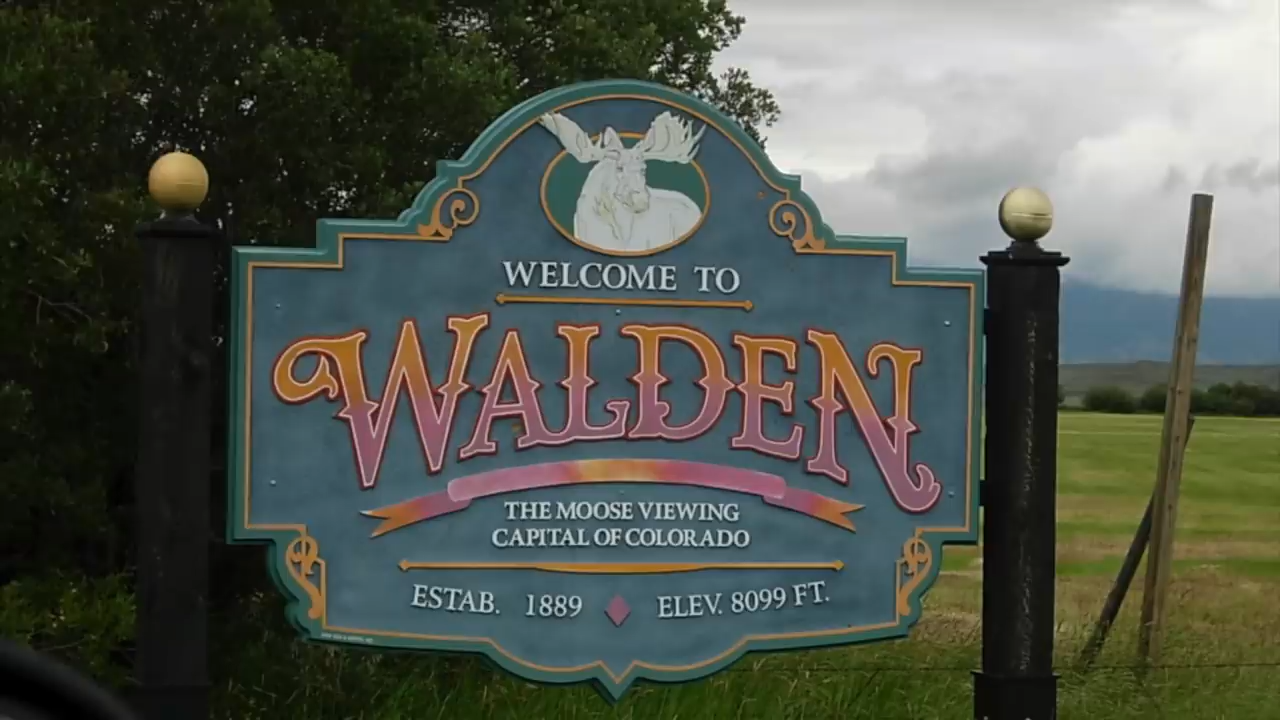 WELCOME TO
WALDEN
THE MOOSE VIEWING
CAPITAL OF COLORADO
ESTAB. 1889 ELEV. 8099 FT.